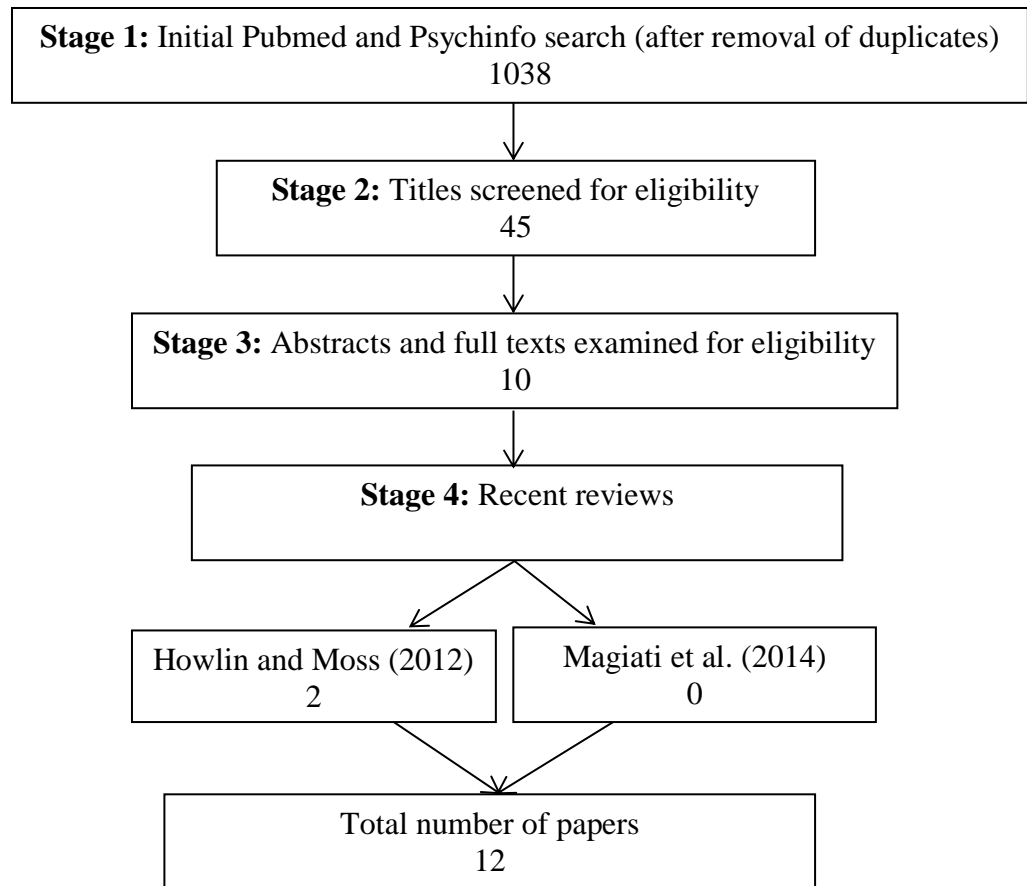 Stage 1: Initial Pubmed and Psychinfo search (after removal of duplicates)
1038
Stage 2: Titles screened for eligibility
45
Stage 3: Abstracts and full texts examined for eligibility
10
Stage 4: Recent reviews
Howlin and Moss (2012)
2
Magiati et al. (2014)
0
Total number of papers
12